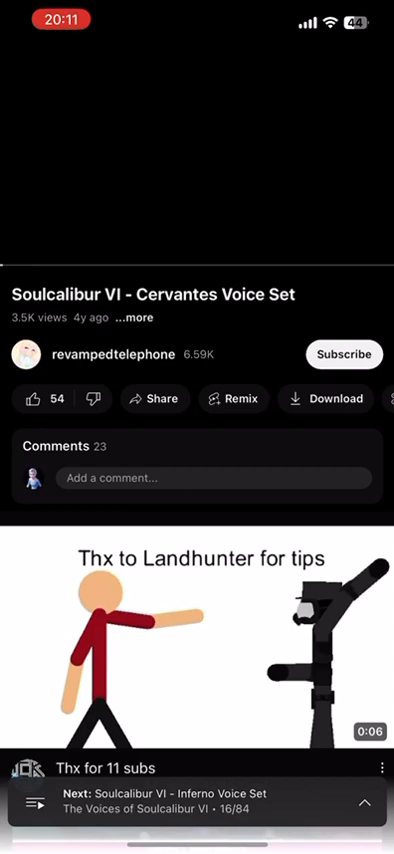 20:11
44
Soulcalibur VI - Cervantes Voice Set
3.5K views 4y ago ...more
revampedtelephone 6.59K
Subscribe
54
Share
Remix
Download
Comments 23
Add a comment...
Thx to Landhunter for tips
0:06
Thx for 11 subs
Next: Soulcalibur VI - Inferno Voice Set
The Voices of Soulcalibur VI • 16/84